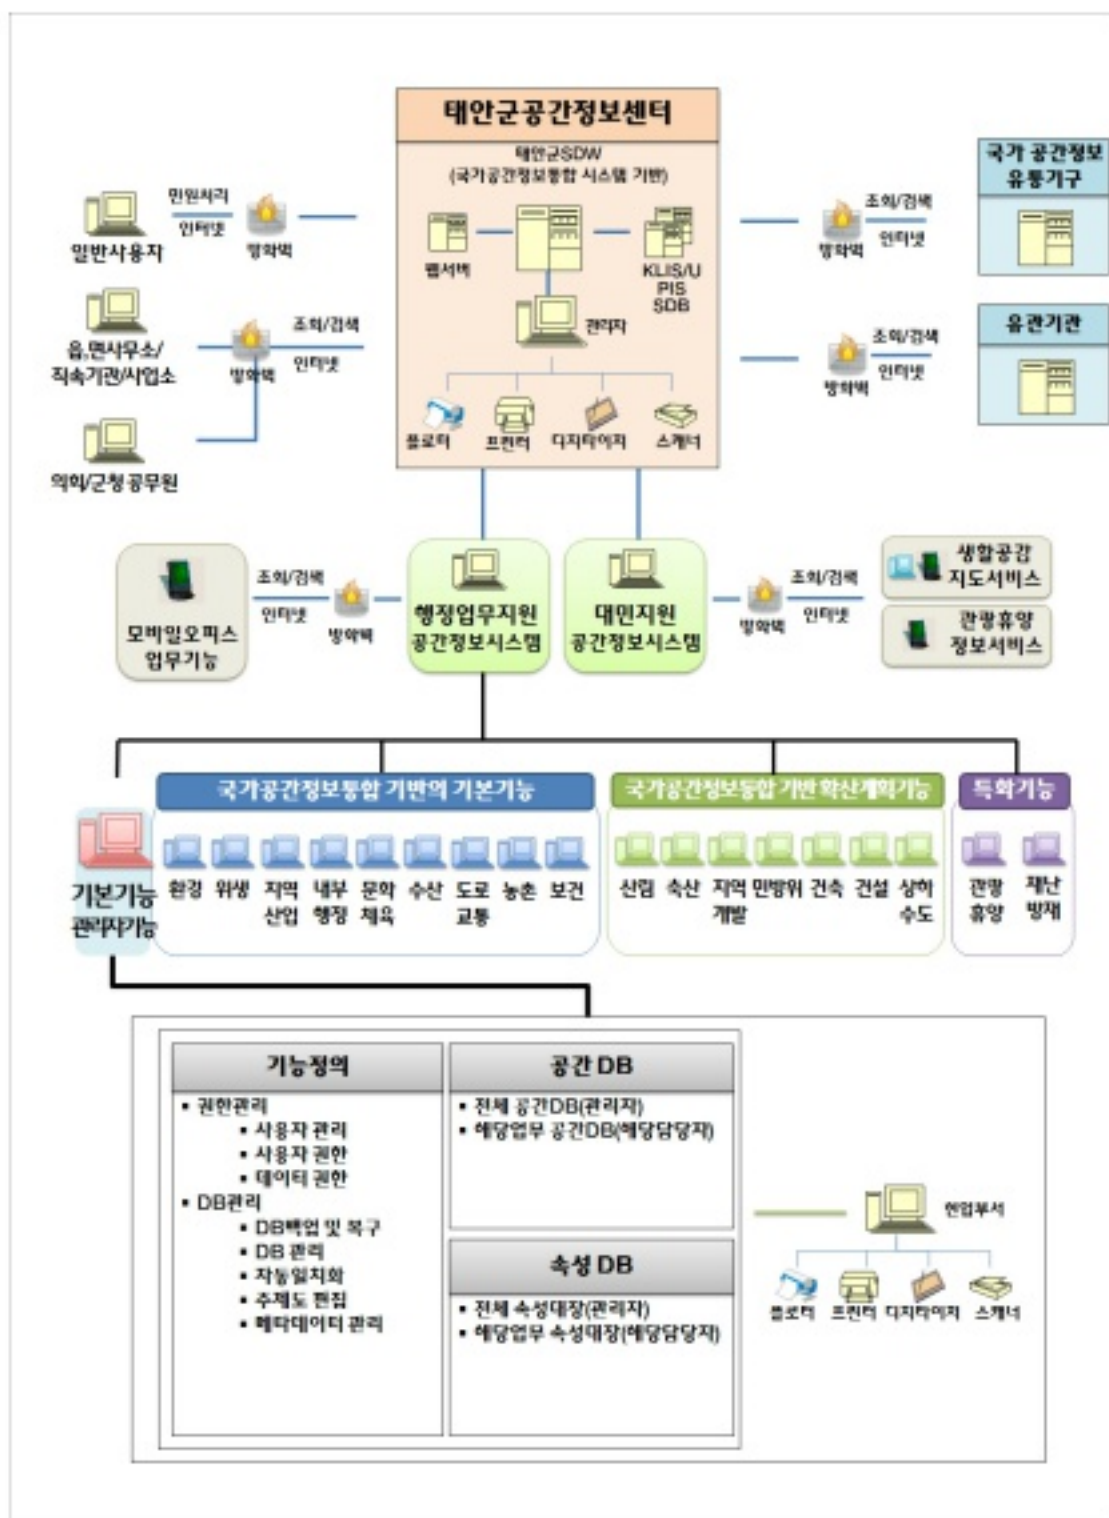 태안군공간정보센터
태안군SDW
(국가공간정보통합 시스템 기반)
웹서버
KLIS/U
PIS
SDB
관리자
플로터
프린터
디지타이저
스캐너
민원처리
인터넷
일반사용자
방화벽
조회/검색
인터넷
읍,면사무소/
직속기관/사업소
방화벽
의회/군청공무원
국가 공간정보
유통기구
조회/검색
인터넷
방화벽
유관기관
조회/검색
인터넷
방화벽
모바일오피스
업무기능
조회/검색
인터넷
방화벽
행정업무지원
공간정보시스템
대민지원
공간정보시스템
조회/검색
인터넷
방화벽
생활공감
지도서비스
관광휴양
정보서비스
기본기능
관리자기능
국가공간정보통합 기반의 기본기능
환경
위생
지역
산업
내부
행정
문화
체육
수산
도로
교통
농촌
보건
국가공간정보통합 기반 확산계획기능
산림
축산
지역
개발
민방위
건축
건설
상하
수도
특화기능
관광
휴양
재난
방재
기능정의
▪ 권한관리
▪ 사용자 관리
▪ 사용자 권한
▪ 데이터 권한
▪ DB관리
▪ DB백업 및 복구
▪ DB 관리
▪ 자동일치화
▪ 주제도 편집
▪ 메타데이터 관리
공간 DB
▪ 전체 공간DB(관리자)
▪ 해당업무 공간DB(해당담당자)
속성 DB
▪ 전체 속성대장(관리자)
▪ 해당업무 속성대장(해당담당자)
현업부서
플로터
프린터
디지타이저
스캐너